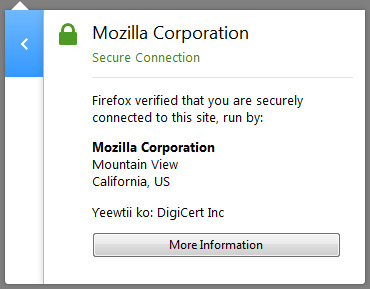 Mozilla Corporation
Secure Connection
Firefox verified that you are securely
connected to this site, run by:
Mozilla Corporation
Mountain View
California, US
Yeewtii ko: DigiCert Inc
More Information